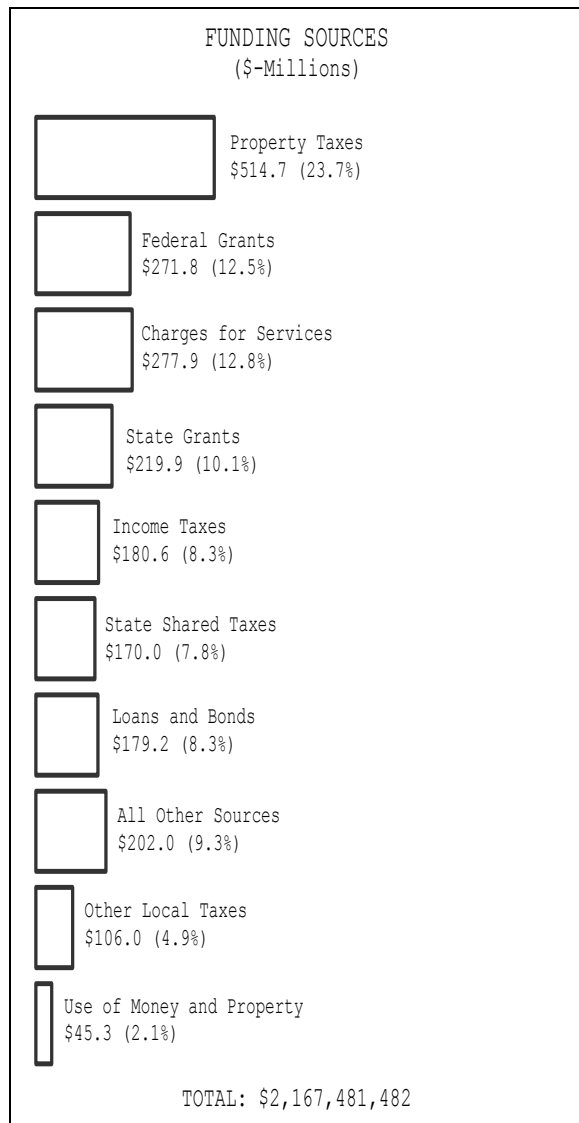 FUNDING SOURCES
($-Millions)
Property Taxes
$514.7 (23.7%)
Federal Grants
$271.8 (12.5%)
Charges for Services
$277.9 (12.8%)
State Grants
$219.9 (10.1%)
Income Taxes
$180.6 (8.3%)
State Shared Taxes
$170.0 (7.8%)
Loans and Bonds
$179.2 (8.3%)
All Other Sources
$202.0 (9.3%)
Other Local Taxes
$106.0 (4.9%)
Use of Money and Property
$45.3 (2.1%)
TOTAL: $2,167,481,482